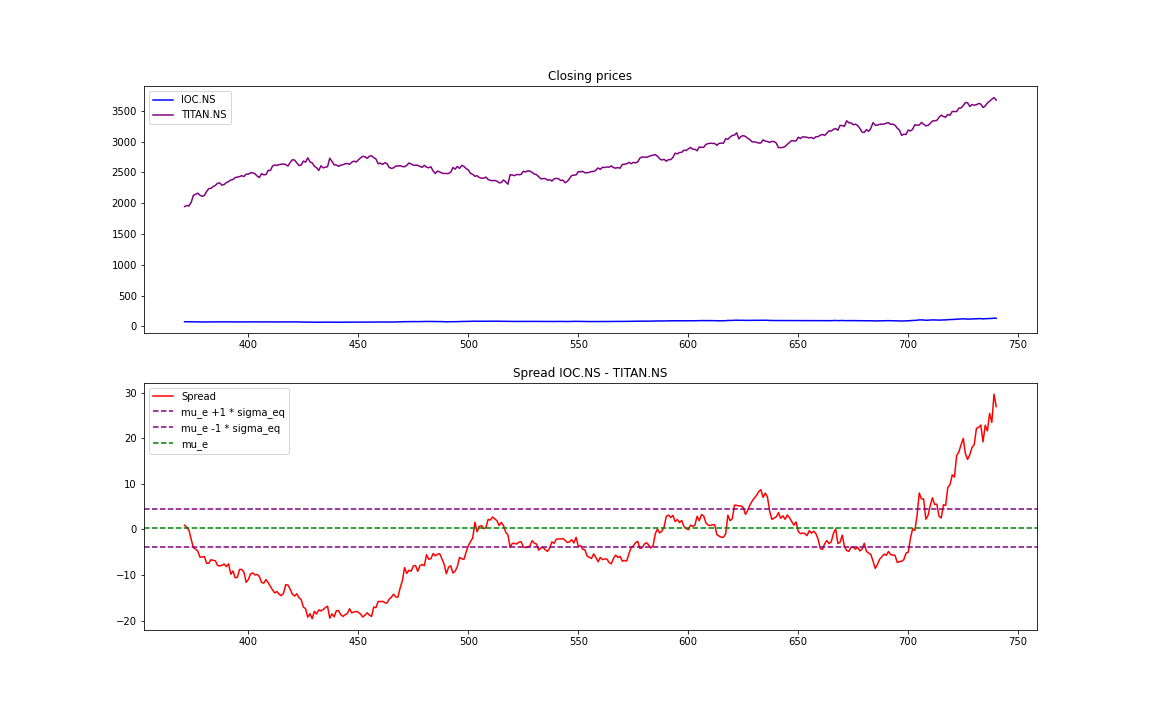 Closing prices
IOC.NS
TITAN.NS
3500
3000
2500
2000
1500
1000
500
0
400 450 500 550 600 650 700 750
Spread IOC.NS - TITAN.NS
Spread
mu_e +1 * sigma_eq
mu_e -1 * sigma_eq
mu_e
30
20
10
0
−10
−20
400 450 500 550 600 650 700 750